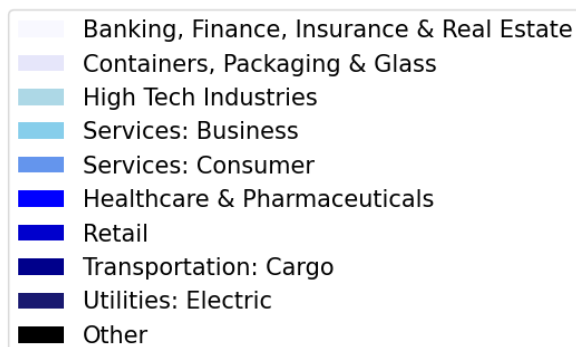 Banking, Finance, Insurance & Real Estate
Containers, Packaging & Glass
High Tech Industries
Services: Business
Services: Consumer
Healthcare & Pharmaceuticals
Retail
Transportation: Cargo
Utilities: Electric
Other